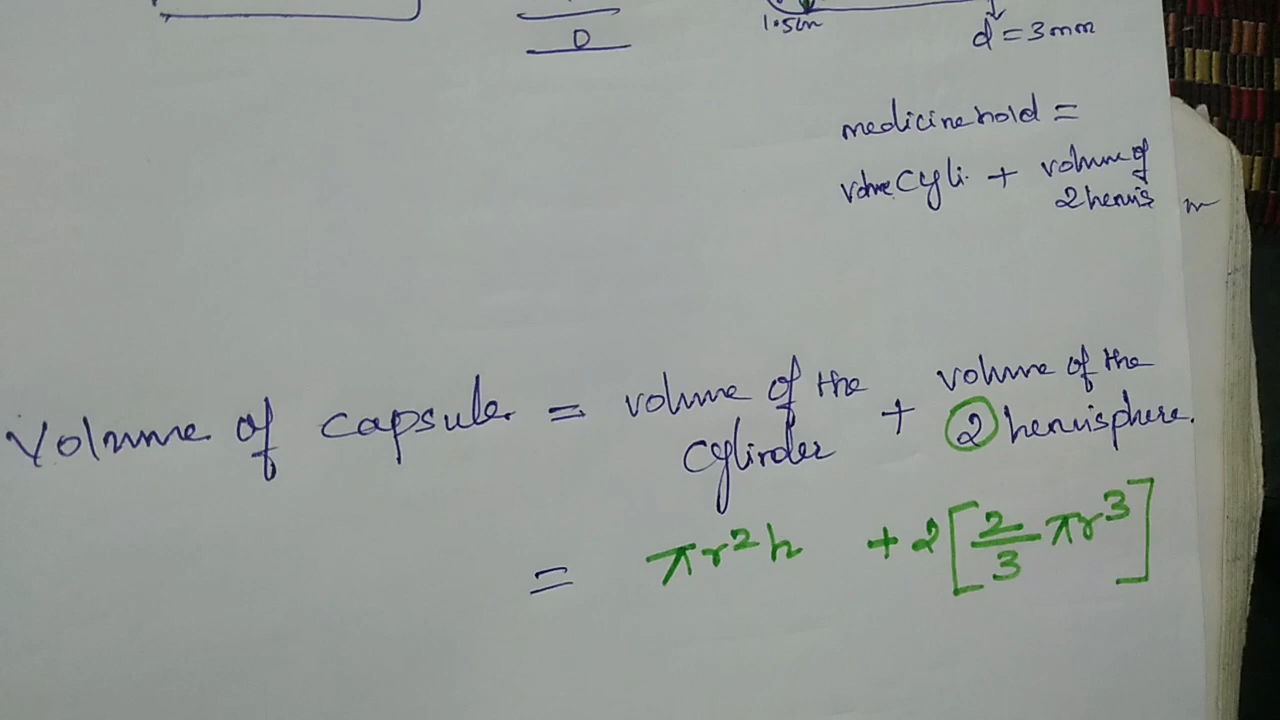 D
1.5cm
d = 3mm
medicine hold =
volme cyli. + volume of
2 hemis
Volume of capsule = volume of the cylinder + volume of the 2 hemisphere.
= πr²h + 2[2/3 πr³]